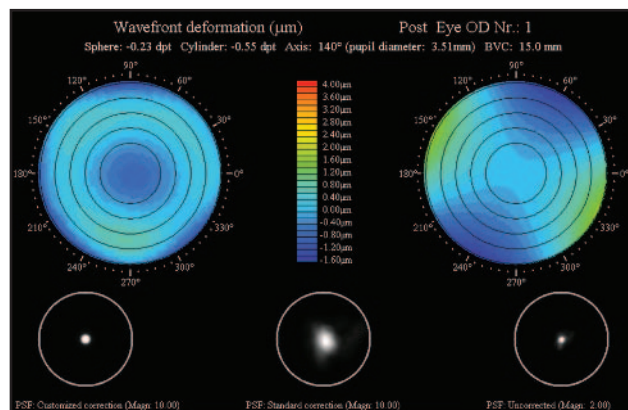 Wavefront deformation (µm) Post Eye OD Nr.: 1
Sphere: -0.23 dpt Cylinder: -0.55 dpt Axis: 140° (pupil diameter: 3.51mm) BVC: 15.0 mm
90° 90°
120° 60° 120° 60°
4.00µm
150° 30° 150° 30°
3.60µm
3.20µm
2.80µm
2.40µm
2.00µm
1.60µm
180° 0° 180° 0°
1.20µm
0.80µm
0.40µm
0.00µm
-0.40µm
210° 330° 210° 330°
-0.80µm
-1.20µm
-1.60µm
240° 300° 240° 300°
270° 270°
PSF: Customized correction (Magn: 10.00) PSF: Standard correction (Magn: 10.00) PSF: Uncorrected (Magn: 2.00)